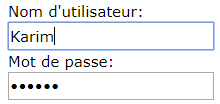 Nom d'utilisateur:
Karim
Mot de passe:
••••••